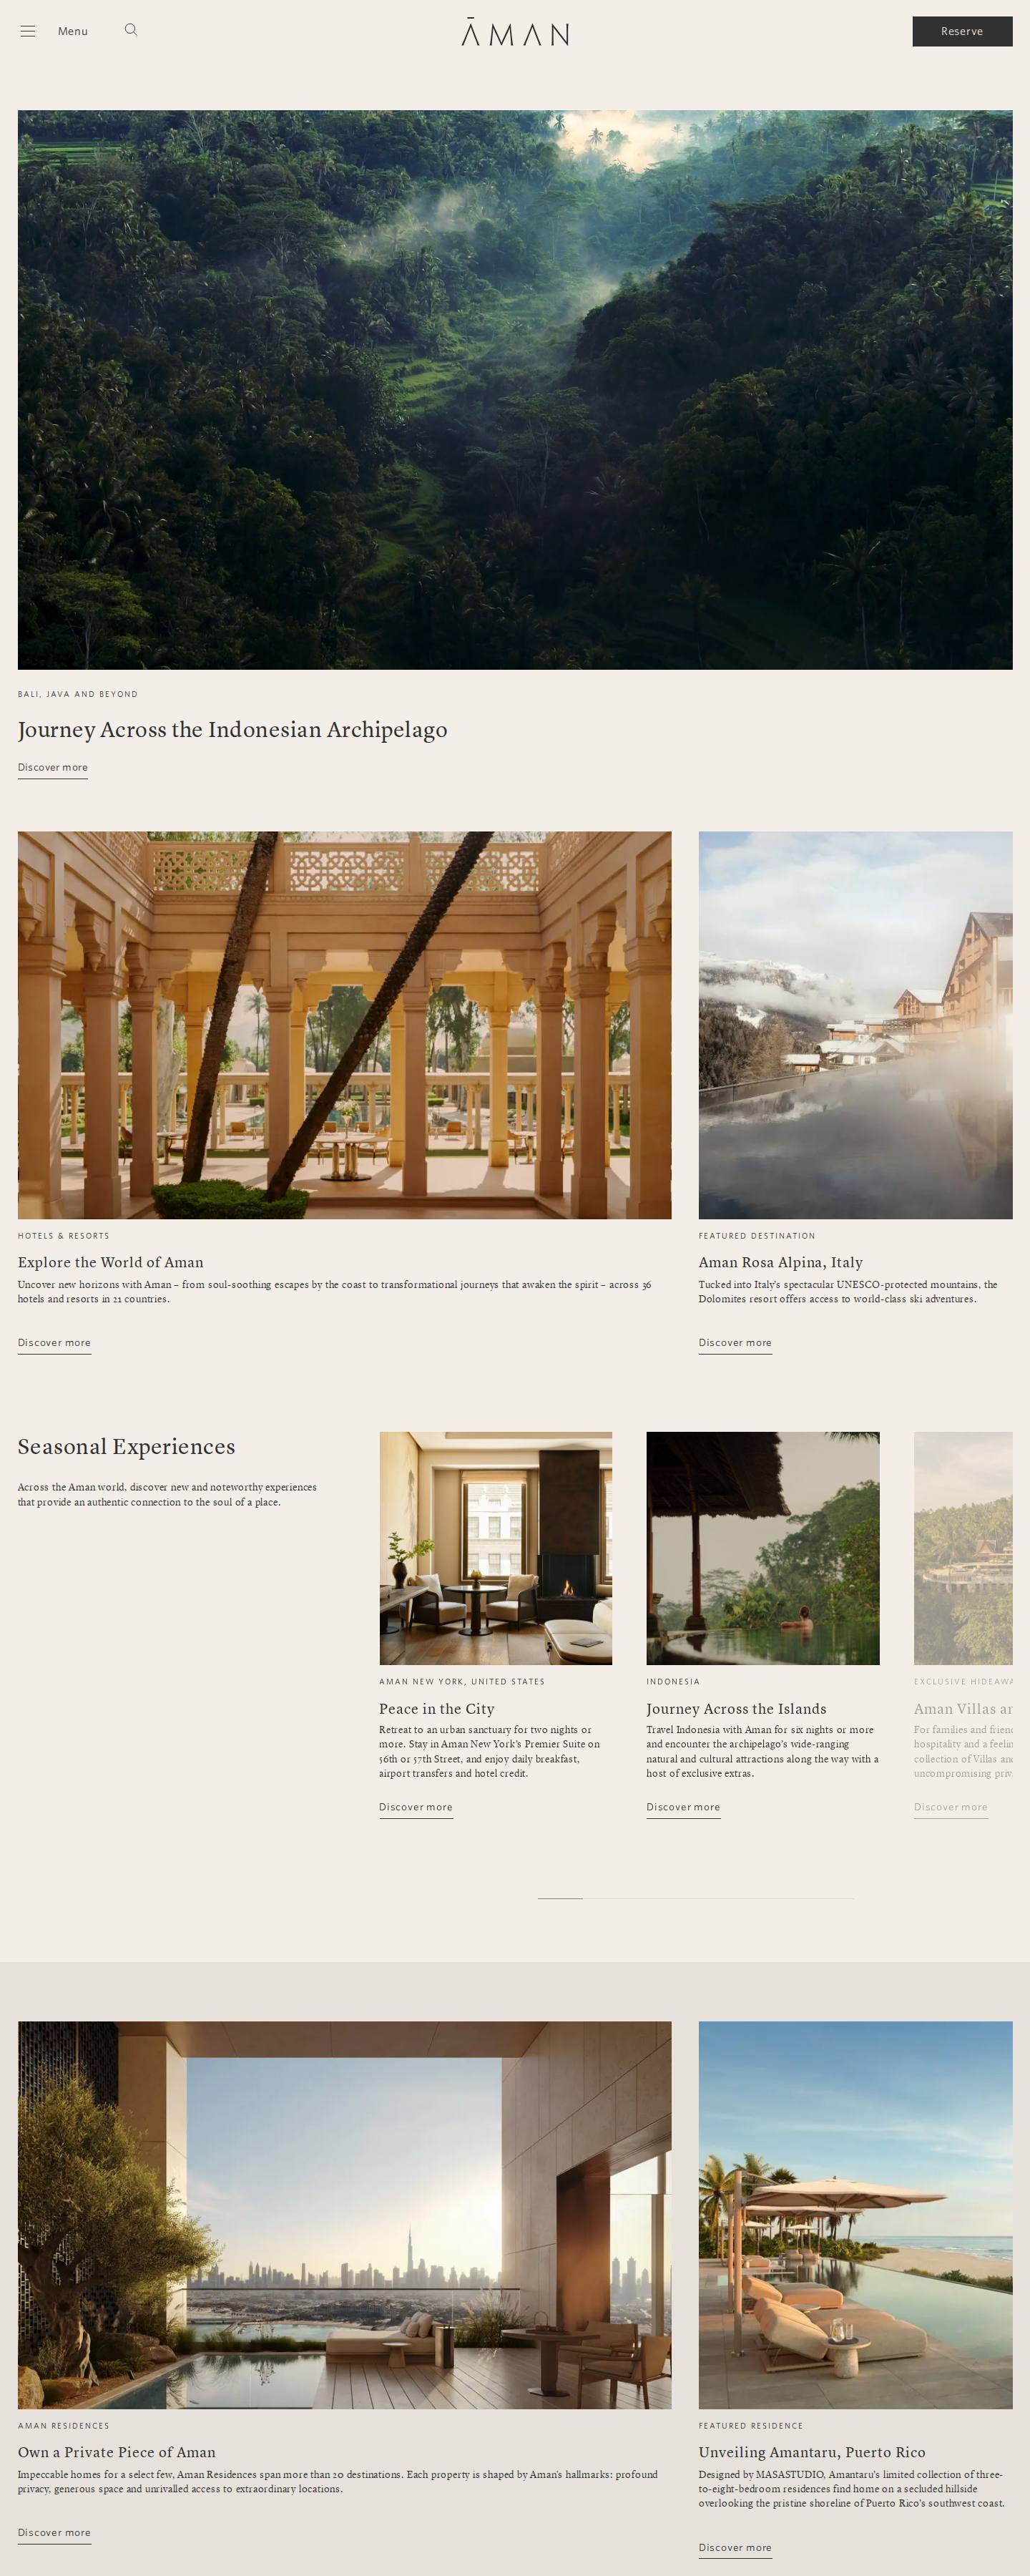 Menu
ĀMAN
Reserve
BALI, JAVA AND BEYOND
Journey Across the Indonesian Archipelago
Discover more
HOTELS & RESORTS
Explore the World of Aman
Uncover new horizons with Aman – from soul-soothing escapes by the coast to transformational journeys that awaken the spirit – across 36
hotels and resorts in 21 countries.
Discover more
FEATURED DESTINATION
Aman Rosa Alpina, Italy
Tucked into Italy's spectacular UNESCO-protected mountains, the
Dolomites resort offers access to world-class ski adventures.
Discover more
Seasonal Experiences
Across the Aman world, discover new and noteworthy experiences
that provide an authentic connection to the soul of a place.
AMAN NEW YORK, UNITED STATES
Peace in the City
Retreat to an urban sanctuary for two nights or
more. Stay in Aman New York's Premier Suite on
56th or 57th Street, and enjoy daily breakfast,
airport transfers and hotel credit.
Discover more
INDONESIA
Journey Across the Islands
Travel Indonesia with Aman for six nights or more
and encounter the archipelago's wide-ranging
natural and cultural attractions along the way with a
host of exclusive extras.
Discover more
EXCLUSIVE
Aman Villas
For families and
hospitality and a
collection of Villas
uncompromising
Discover more
AMAN RESIDENCES
Own a Private Piece of Aman
Impeccable homes for a select few, Aman Residences span more than 20 destinations. Each property is shaped by Aman's hallmarks: profound
privacy, generous space and unrivalled access to extraordinary locations.
Discover more
FEATURED RESIDENCE
Unveiling Amantaru, Puerto Rico
Designed by MASASTUDIO, Amantaru's limited collection of three-
to-eight-bedroom residences find home on a secluded hillside
overlooking the pristine shoreline of Puerto Rico's southwest coast.
Discover more